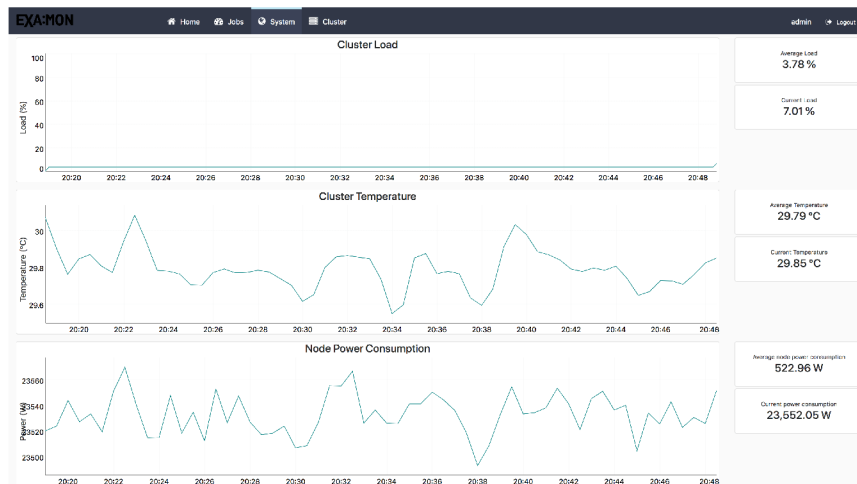 EXA:MON
Home Jobs System Cluster
admin Logout
Cluster Load
Load (%)
100
80
60
40
20
0
20:20 20:22 20:24 20:26 20:28 20:30 20:32 20:34 20:36 20:38 20:40 20:42 20:44 20:46 20:48
Average Load
3.78 %
Current Load
7.01 %
Cluster Temperature
Temperature (°C)
30
29.8
29.6
20:20 20:22 20:24 20:26 20:28 20:30 20:32 20:34 20:36 20:38 20:40 20:42 20:44 20:46 20:48
Average Temperature
29.79 °C
Current Temperature
29.85 °C
Node Power Consumption
Power (W)
23560
23540
23520
23500
20:20 20:22 20:24 20:26 20:28 20:30 20:32 20:34 20:36 20:38 20:40 20:42 20:44 20:46 20:48
Average node power consumption
522.96 W
Current power consumption
23,552.05 W